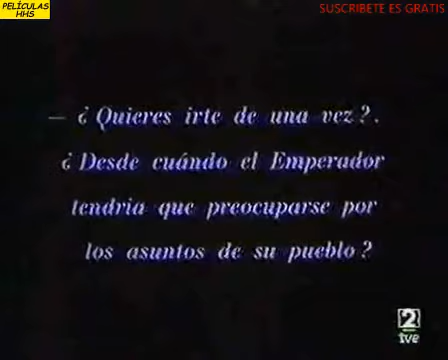 PELÍCULAS
HHS
SUSCRIBETE ES GRATIS
— ¿Quieres irte de una vez?.
¿Desde cuándo el Emperador
tendría que preocuparse por
los asuntos de su pueblo?
2
tve